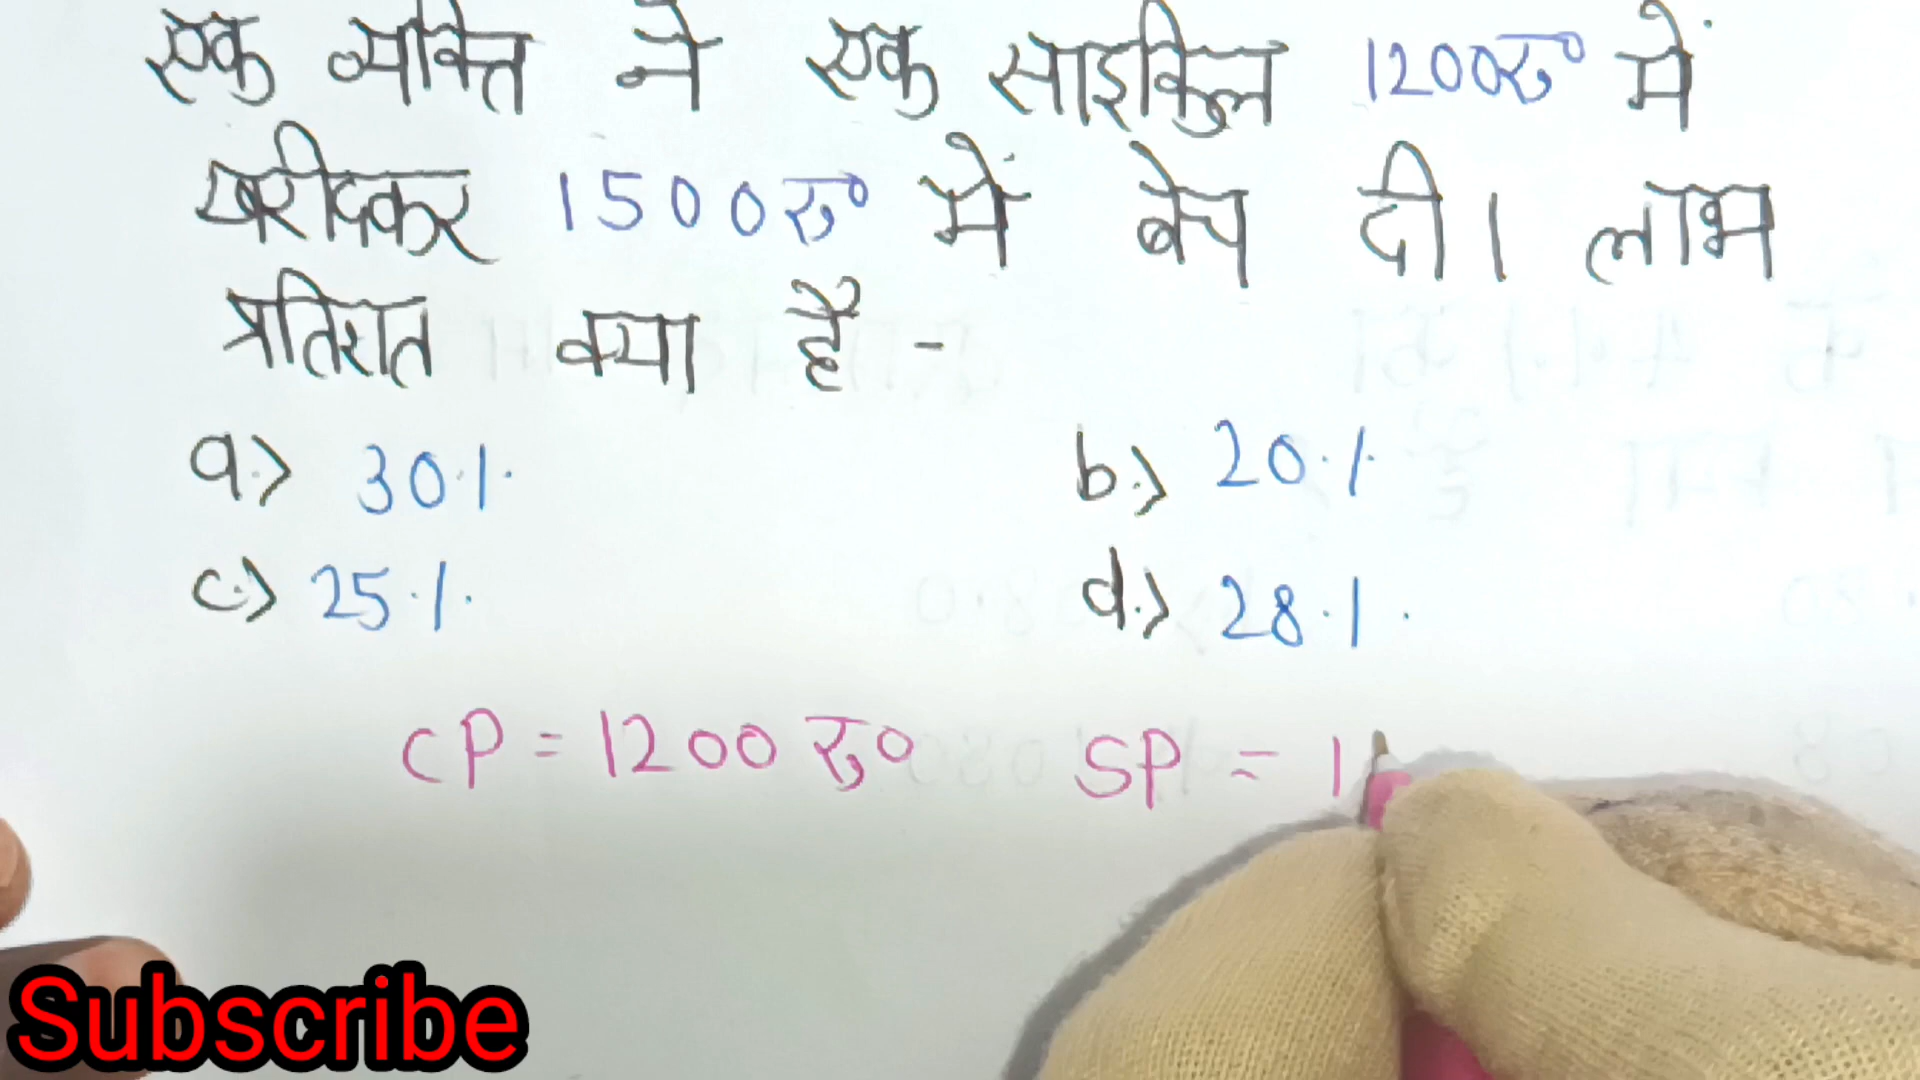 एक व्यक्ति ने एक साइकिल 1200रु० में
खरीदकर 1500रु० में बेच दी। लाभ
प्रतिशत क्या है -
a.> 30%
b.> 20%
c.> 25%
d.> 28%
CP = 1200 रु० SP = 1
Subscribe